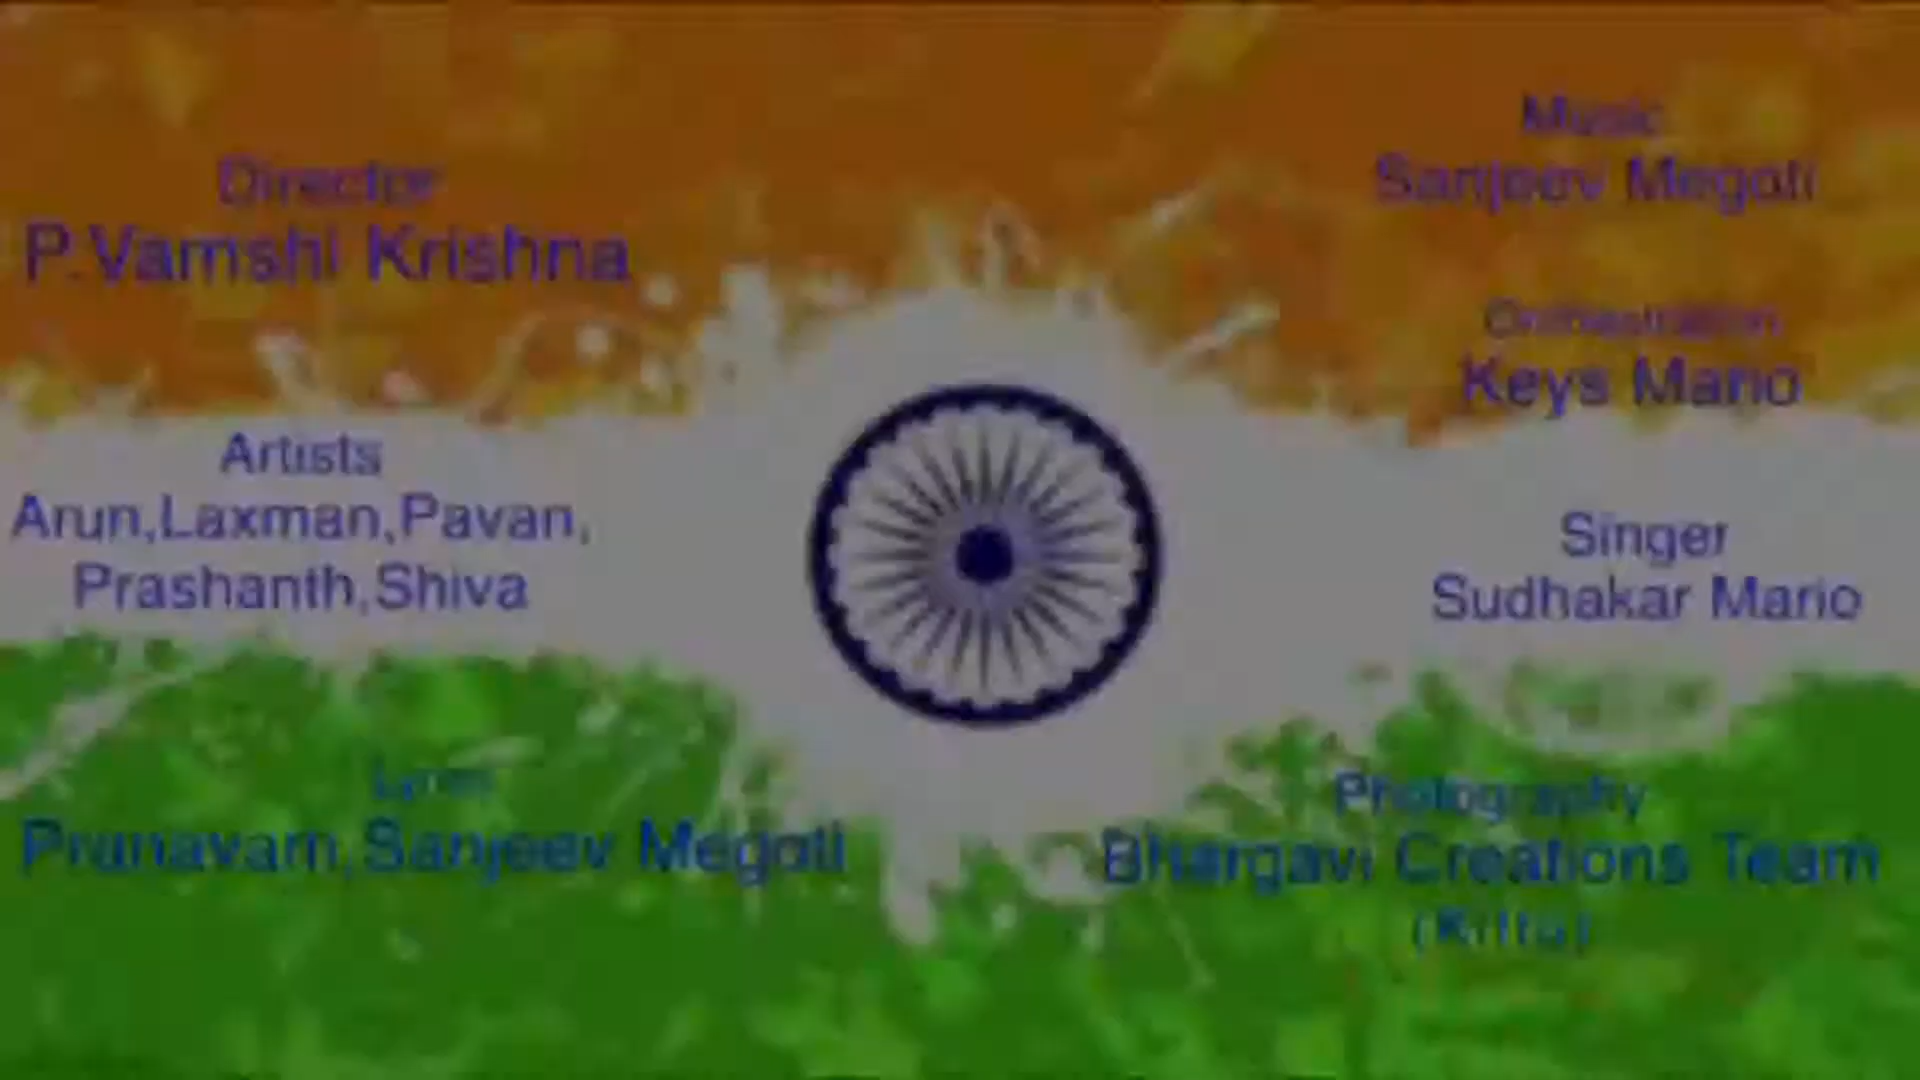 Director
P.Vamshi Krishna
Artists
Arun,Laxman,Pavan,
Prashanth,Shiva
Pranavam,Sanjeev Megoti
Music
Sanjeev Megoti
Orchestration
Keys Mario
Singer
Sudhakar Mario
Photography
Bhargavi Creations Team